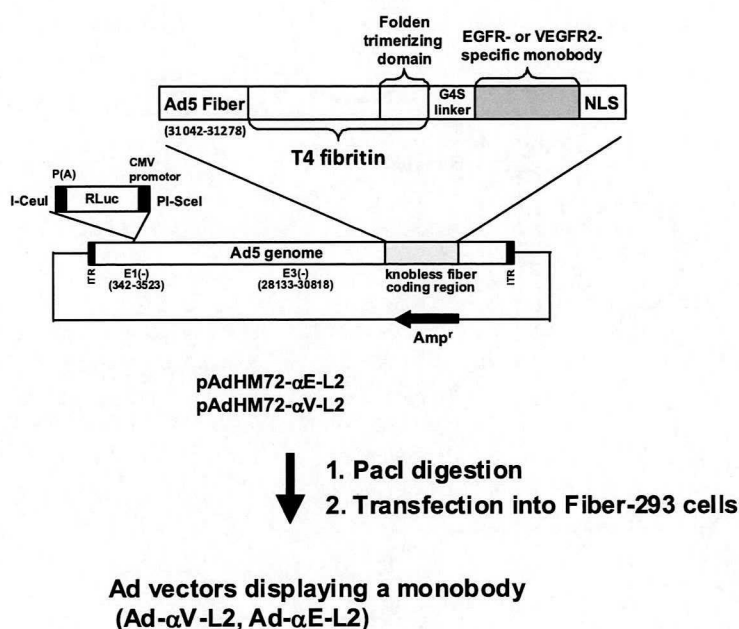 Folden
trimerizing
domain
EGFR- or VEGFR2-
specific monobody
Ad5 Fiber
G4S
linker
NLS
(31042-31278)
T4 fibritin
P(A)
CMV
promotor
I-CeuI
RLuc
PI-SceI
Ad5 genome
ITR
E1(-)
(342-3523)
E3(-)
(28133-30818)
knobless fiber
coding region
ITR
Ampr
pAdHM72-αE-L2
pAdHM72-αV-L2
1. PacI digestion
2. Transfection into Fiber-293 cells
Ad vectors displaying a monobody
(Ad-αV-L2, Ad-αE-L2)